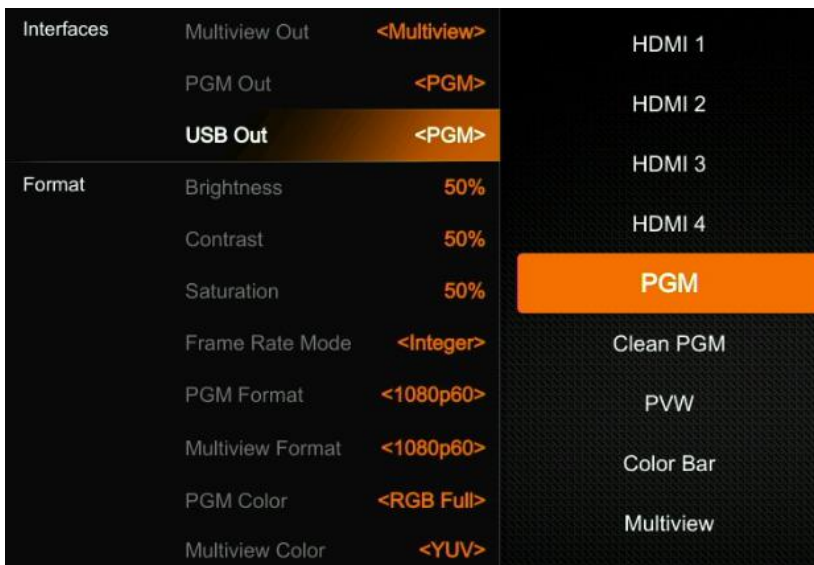 Interfaces Multiview Out <Multiview>
PGM Out <PGM>
USB Out <PGM>
Format Brightness 50%
Contrast 50%
Saturation 50%
Frame Rate Mode <Integer>
PGM Format <1080p60>
Multiview Format <1080p60>
PGM Color <RGB Full>
Multiview Color <YUV>
HDMI 1
HDMI 2
HDMI 3
HDMI 4
PGM
Clean PGM
PVW
Color Bar
Multiview